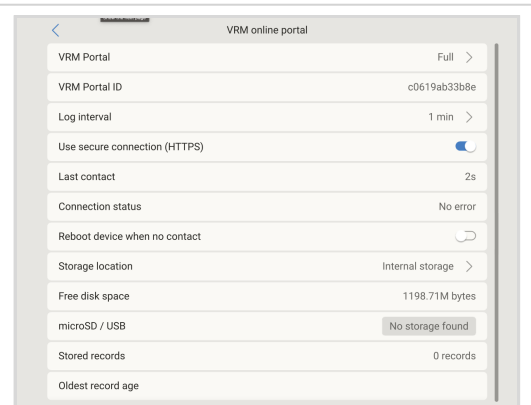 VRM online portal
VRM Portal Full
VRM Portal ID c0619ab33b8e
Log interval 1 min
Use secure connection (HTTPS)
Last contact 2s
Connection status No error
Reboot device when no contact
Storage location Internal storage
Free disk space 1198.71M bytes
microSD / USB No storage found
Stored records 0 records
Oldest record age